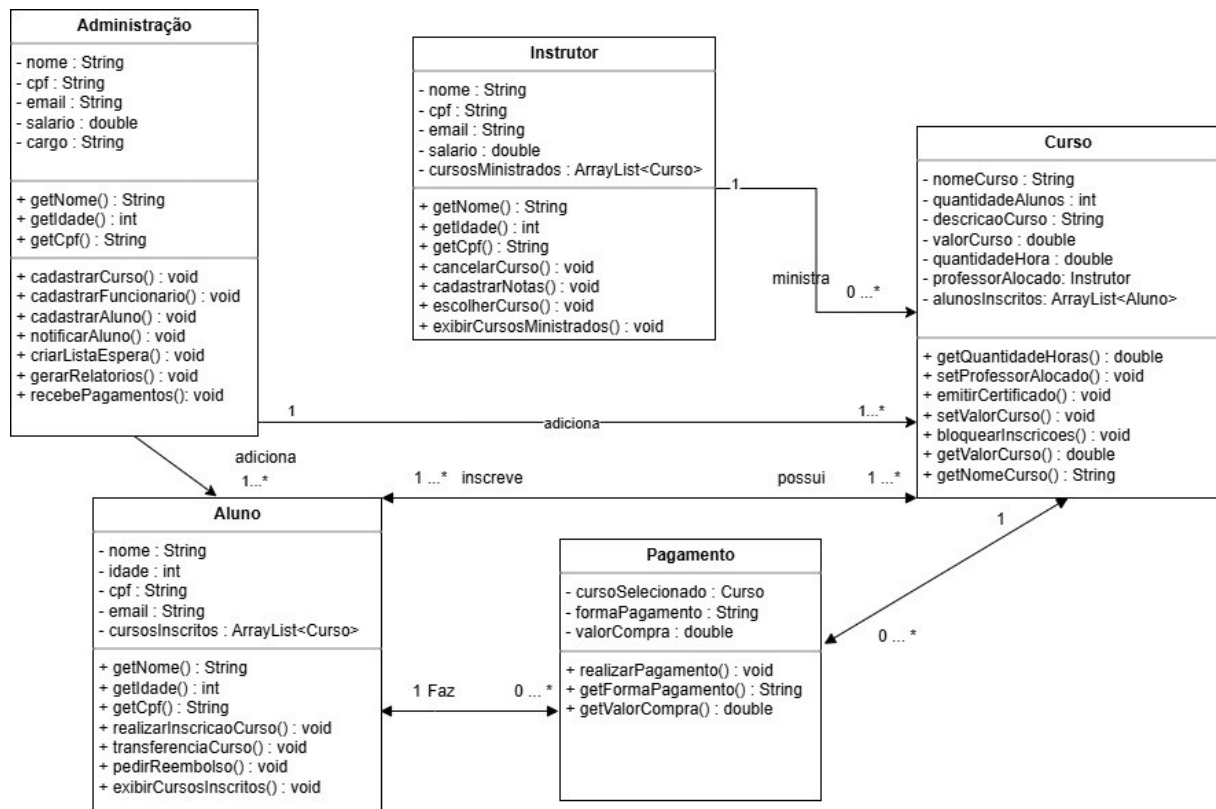 Administração
- nome : String
- cpf : String
- email : String
- salario : double
- cargo : String
+ getNome() : String
+ getIdade() : int
+ getCpf() : String
+ cadastrarCurso() : void
+ cadastrarFuncionario() : void
+ cadastrarAluno() : void
+ notificarAluno() : void
+ criarListaEspera() : void
+ gerarRelatorios() : void
+ recebePagamentos(): void
Instrutor
- nome : String
- cpf : String
- email : String
- salario : double
- cursosMinistrados : ArrayList<Curso>
+ getNome() : String
+ getIdade() : int
+ getCpf() : String
+ cancelarCurso() : void
+ cadastrarNotas() : void
+ escolherCurso() : void
+ exibirCursosMinistrados() : void
1
ministra
0 ...*
Curso
- nomeCurso : String
- quantidadeAlunos : int
- descricaoCurso : String
- valorCurso : double
- quantidadeHora : double
- professorAlocado: Instrutor
- alunosInscritos: ArrayList<Aluno>
+ getQuantidadeHoras() : double
+ setProfessorAlocado() : void
+ emitirCertificado() : void
+ setValorCurso() : void
+ bloquearInscricoes() : void
+ getValorCurso() : double
+ getNomeCurso() : String
1
adiciona
1...*
adiciona
1...*
1 ...* inscreve
possui
1 ...*
Aluno
- nome : String
- idade : int
- cpf : String
- email : String
- cursosInscritos : ArrayList<Curso>
+ getNome() : String
+ getIdade() : int
+ getCpf() : String
+ realizarInscricaoCurso() : void
+ transferenciaCurso() : void
+ pedirReembolso() : void
+ exibirCursosInscritos() : void
1 Faz
0 ... *
Pagamento
- cursoSelecionado : Curso
- formaPagamento : String
- valorCompra : double
+ realizarPagamento() : void
+ getFormaPagamento() : String
+ getValorCompra() : double
1
0 ... *